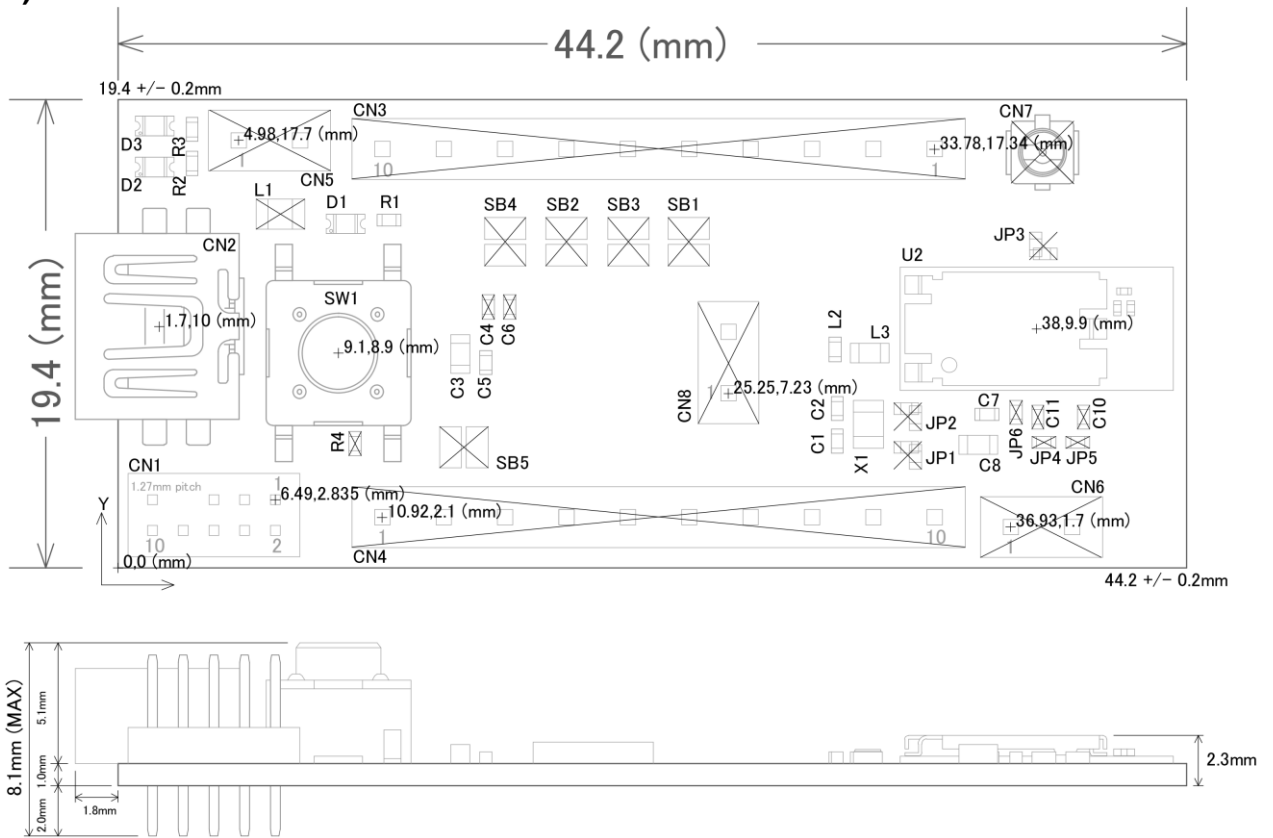 44.2 (mm)
19.4 +/- 0.2mm
CN3
CN7
D3
R3
4.98,17.7 (mm)
1
10
33.78,17.34 (mm)
1
D2
R2
CN5
L1
D1
R1
SB4
SB2
SB3
SB1
JP3
CN2
U2
19.4 (mm)
SW1
1.7,10 (mm)
C4
C6
38,9.9 (mm)
9.1,8.9 (mm)
L2
L3
C3
C5
1
25.25,7.23 (mm)
CN8
C2
C7
C11
C10
JP2
JP6
R4
C1
X1
JP1
C8
JP4
JP5
SB5
CN1
1.27mm pitch
1
6.49,2.835 (mm)
CN6
Y
10.92,2.1 (mm)
36.93,1.7 (mm)
10
2
1
10
1
CN4
0,0 (mm)
44.2 +/- 0.2mm
8.1mm (MAX)
5.1mm
1.0mm
2.0mm
1.8mm
2.3mm